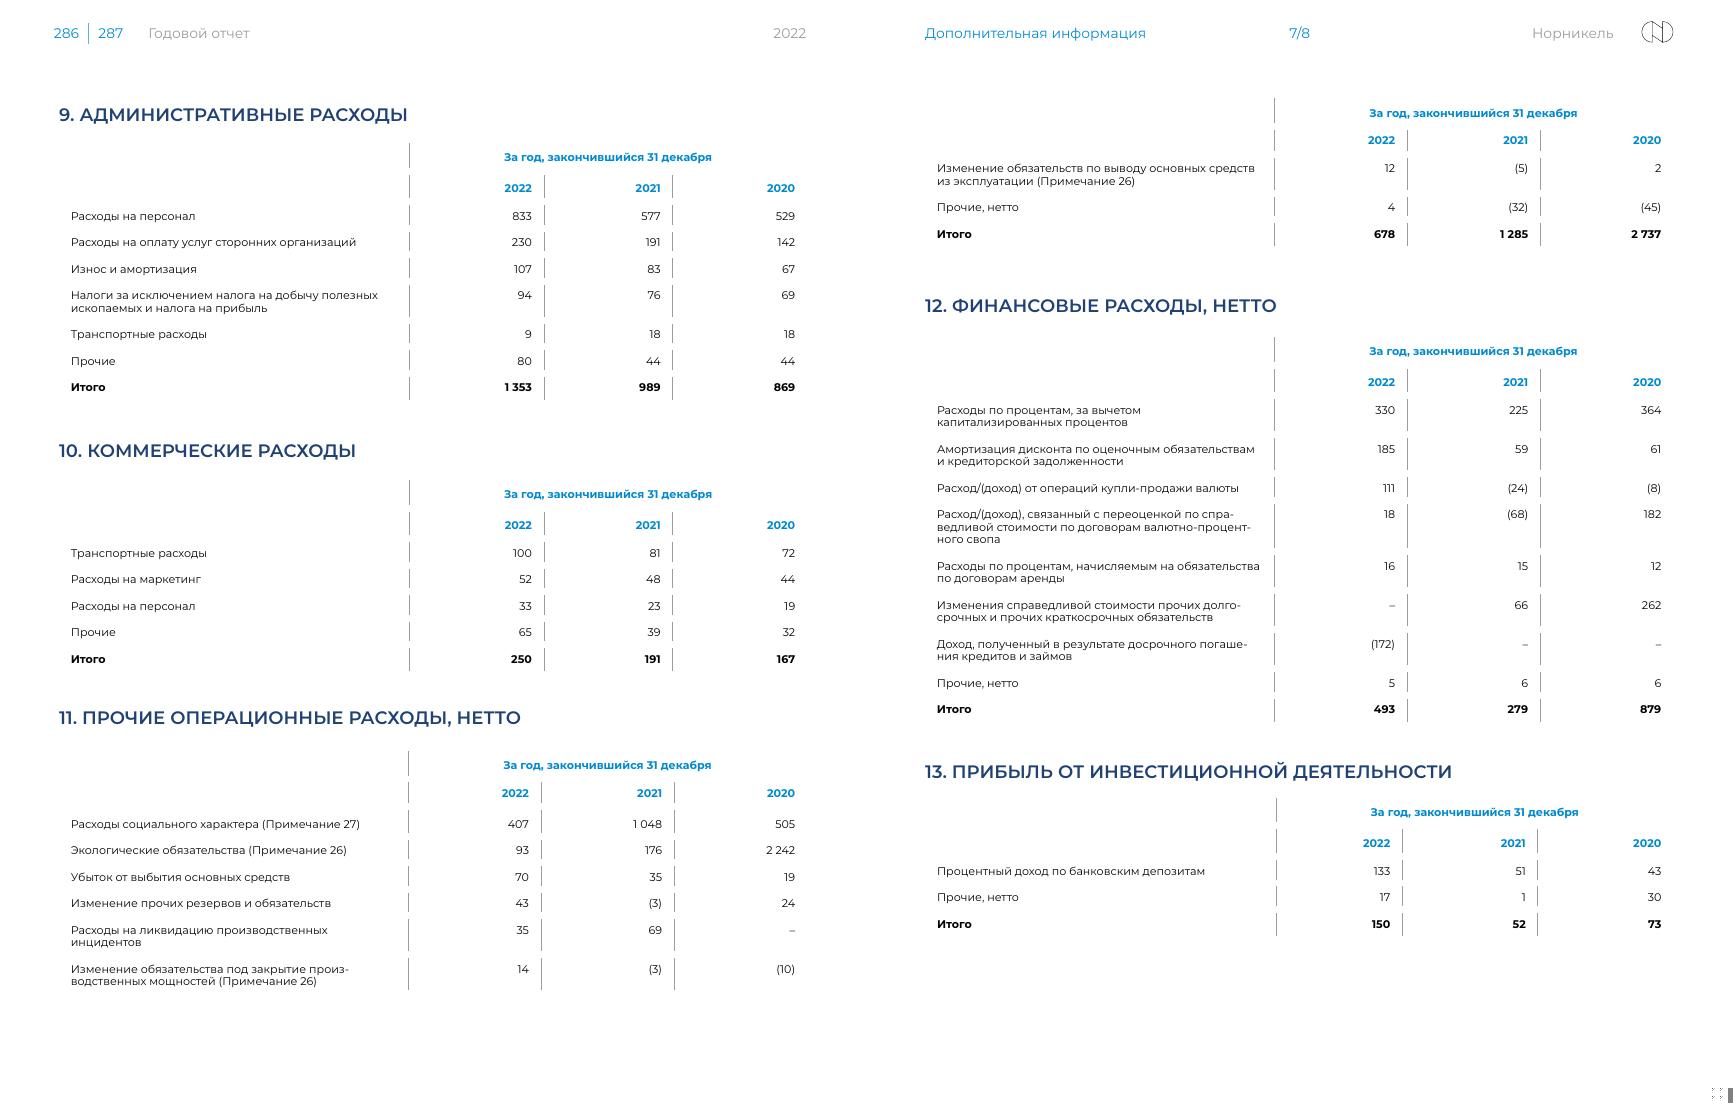 286 287 Годовой отчет 2022
Дополнительная информация 7/8 Норникель
9. АДМИНИСТРАТИВНЫЕ РАСХОДЫ
За год, закончившийся 31 декабря
2022 2021 2020
Расходы на персонал 833 577 529
Расходы на оплату услуг сторонних организаций 230 191 142
Износ и амортизация 107 83 67
Налоги за исключением налога на добычу полезных 94 76 69
ископаемых и налога на прибыль
Транспортные расходы 9 18 18
Прочие 80 44 44
Итого 1 353 989 869
10. КОММЕРЧЕСКИЕ РАСХОДЫ
За год, закончившийся 31 декабря
2022 2021 2020
Транспортные расходы 100 81 72
Расходы на маркетинг 52 48 44
Расходы на персонал 33 23 19
Прочие 65 39 32
Итого 250 191 167
11. ПРОЧИЕ ОПЕРАЦИОННЫЕ РАСХОДЫ, НЕТТО
За год, закончившийся 31 декабря
2022 2021 2020
Расходы социального характера (Примечание 27) 407 1 048 505
Экологические обязательства (Примечание 26) 93 176 2 242
Убыток от выбытия основных средств 70 35 19
Изменение прочих резервов и обязательств 43 (3) 24
Расходы на ликвидацию производственных 35 69 –
инцидентов
Изменение обязательства под закрытие произ- 14 (3) (10)
водственных мощностей (Примечание 26)
За год, закончившийся 31 декабря
2022 2021 2020
Изменение обязательств по выводу основных средств 12 (5) 2
из эксплуатации (Примечание 26)
Прочие, нетто 4 (32) (45)
Итого 678 1 285 2 737
12. ФИНАНСОВЫЕ РАСХОДЫ, НЕТТО
За год, закончившийся 31 декабря
2022 2021 2020
Расходы по процентам, за вычетом 330 225 364
капитализированных процентов
Амортизация дисконта по оценочным обязательствам 185 59 61
и кредиторской задолженности
Расход/(доход) от операций купли-продажи валюты 111 (24) (8)
Расход/(доход), связанный с переоценкой по спра- 18 (68) 182
ведливой стоимости по договорам валютно-процент-
ного свопа
Расходы по процентам, начисляемым на обязательства 16 15 12
по договорам аренды
Изменения справедливой стоимости прочих долго- – 66 262
срочных и прочих краткосрочных обязательств
Доход, полученный в результате досрочного погаше- (172) – –
ния кредитов и займов
Прочие, нетто 5 6 6
Итого 493 279 879
13. ПРИБЫЛЬ ОТ ИНВЕСТИЦИОННОЙ ДЕЯТЕЛЬНОСТИ
За год, закончившийся 31 декабря
2022 2021 2020
Процентный доход по банковским депозитам 133 51 43
Прочие, нетто 17 1 30
Итого 150 52 73